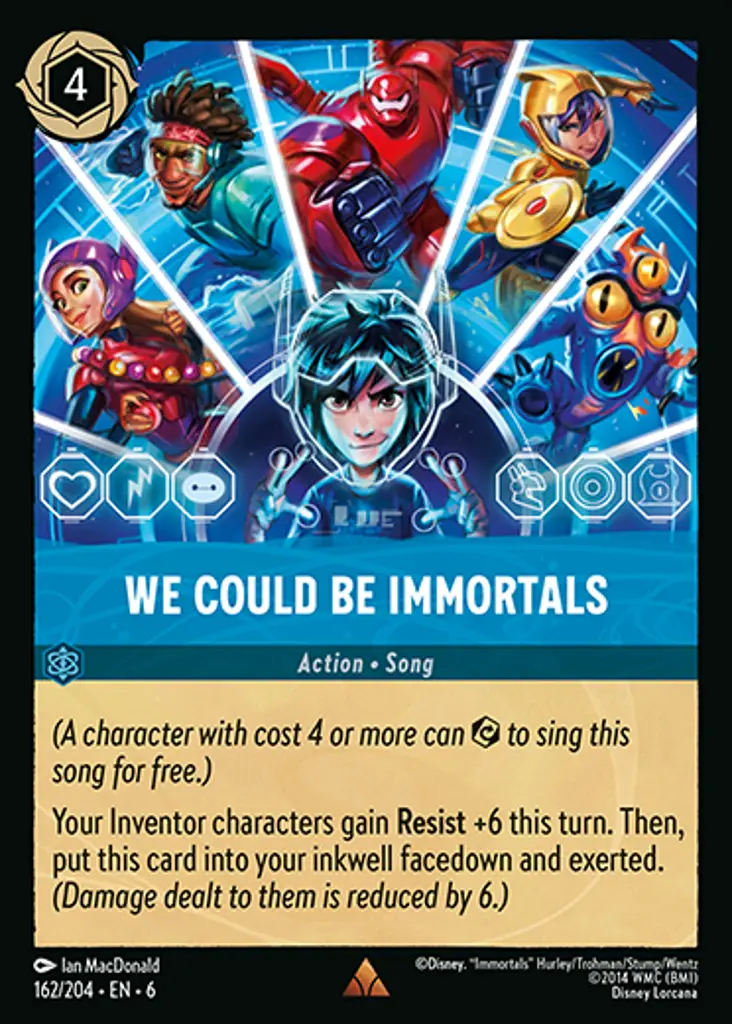 4
WE COULD BE IMMORTALS
Action • Song
(A character with cost 4 or more can to sing this
song for free.)
Your Inventor characters gain Resist +6 this turn. Then,
put this card into your inkwell facedown and exerted.
(Damage dealt to them is reduced by 6.)
Ian MacDonald
162/204 • EN • 6
©Disney. “Immortals” Hurley/Trohman/Stump/Wentz
©2014 WMC (BMI)
Disney Lorcana